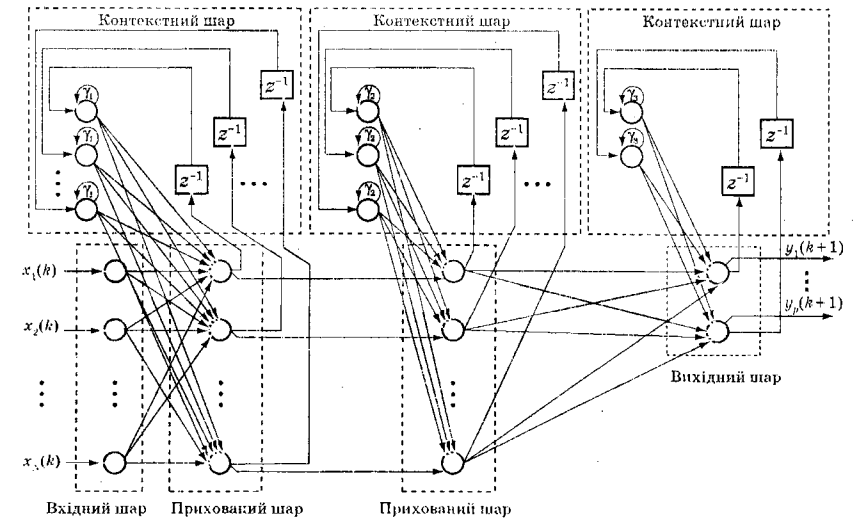 Контекстний шар
Контекстний шар
Контекстний шар
z⁻¹
z⁻¹
z⁻¹
z⁻¹
z⁻¹
z⁻¹
z⁻¹
z⁻¹
γ₁
γ₁
γ₁
γ₂
γ₂
γ₂
γ₃
γ₃
x₁(k)
x₂(k)
y₁(k+1)
yₚ(k+1)
Вихідний шар
Вхідний шар
Прихований шар
Прихований шар